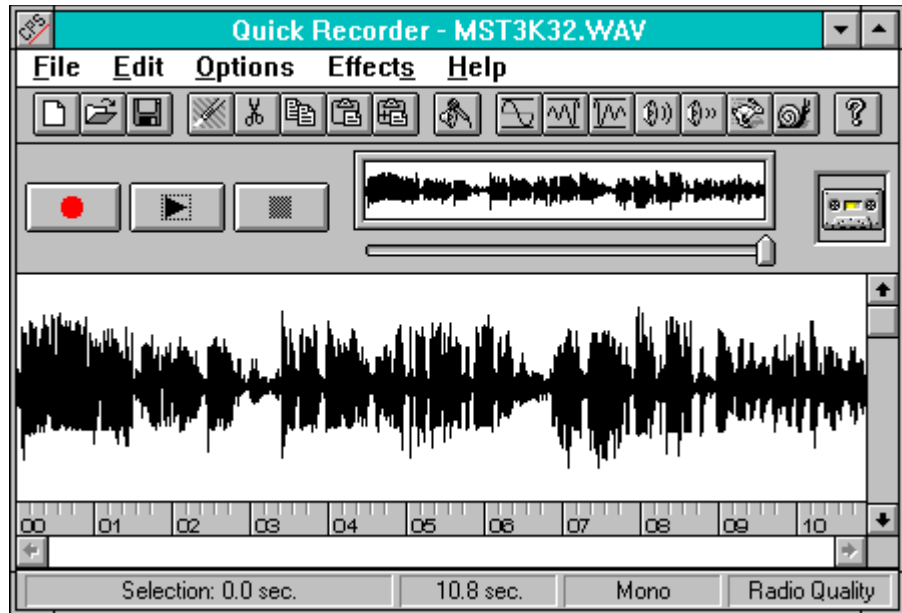 CPS
Quick Recorder - MST3K32.WAV
File Edit Options Effects Help
?
00 01 02 03 04 05 06 07 08 09 10
Selection: 0.0 sec. 10.8 sec. Mono Radio Quality